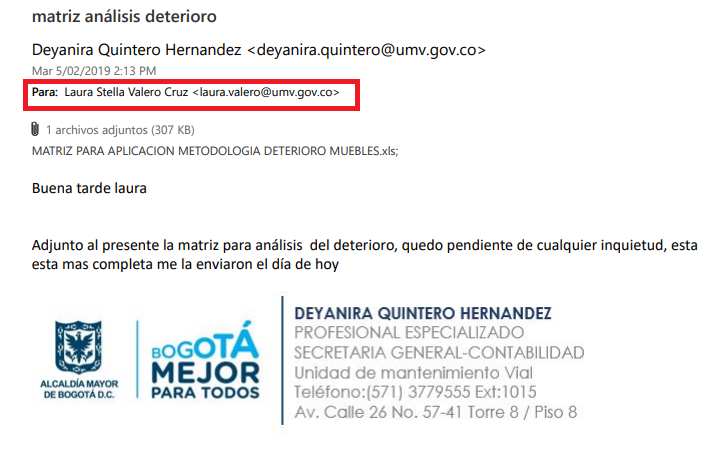 matriz análisis deterioro
Deyanira Quintero Hernandez <deyanira.quintero@umv.gov.co>
Mar 5/02/2019 2:13 PM
Para: Laura Stella Valero Cruz <laura.valero@umv.gov.co>
1 archivos adjuntos (307 KB)
MATRIZ PARA APLICACION METODOLOGIA DETERIORO MUEBLES.xls;
Buena tarde laura
Adjunto al presente la matriz para análisis del deterioro, quedo pendiente de cualquier inquietud, esta
esta mas completa me la enviaron el día de hoy
ALCALDÍA MAYOR
DE BOGOTÁ D.C.
BOGOTÁ
MEJOR
PARA TODOS
DEYANIRA QUINTERO HERNANDEZ
PROFESIONAL ESPECIALIZADO
SECRETARIA GENERAL-CONTABILIDAD
Unidad de mantenimiento Vial
Teléfono:(571) 3779555 Ext:1015
Av. Calle 26 No. 57-41 Torre 8 / Piso 8